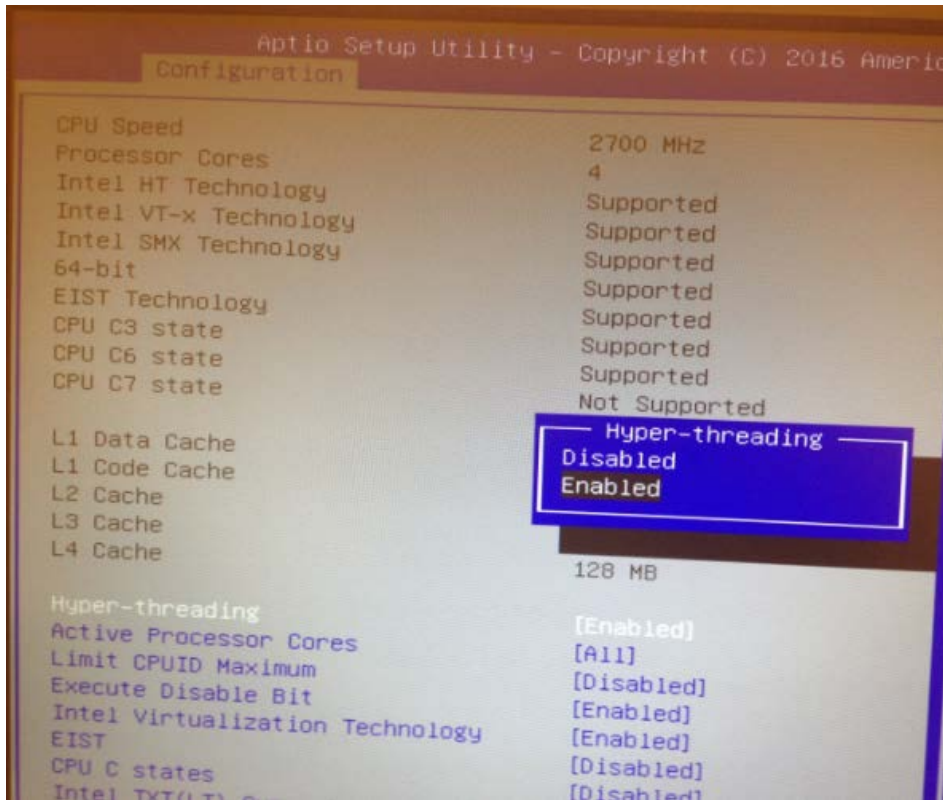 Aptio Setup Utility - Copyright (C) 2016 Americ
Configuration
CPU Speed 2700 MHz
Processor Cores 4
Intel HT Technology Supported
Intel VT-x Technology Supported
Intel SMX Technology Supported
64-bit Supported
EIST Technology Supported
CPU C3 state Supported
CPU C6 state Supported
CPU C7 state Not Supported
Hyper-threading
Disabled
Enabled
L1 Data Cache
L1 Code Cache
L2 Cache
L3 Cache
L4 Cache 128 MB
Hyper-threading [Enabled]
Active Processor Cores [All]
Limit CPUID Maximum [Disabled]
Execute Disable Bit [Enabled]
Intel Virtualization Technology [Enabled]
EIST [Disabled]
CPU C states [Disabled]
Intel TXT(LT)